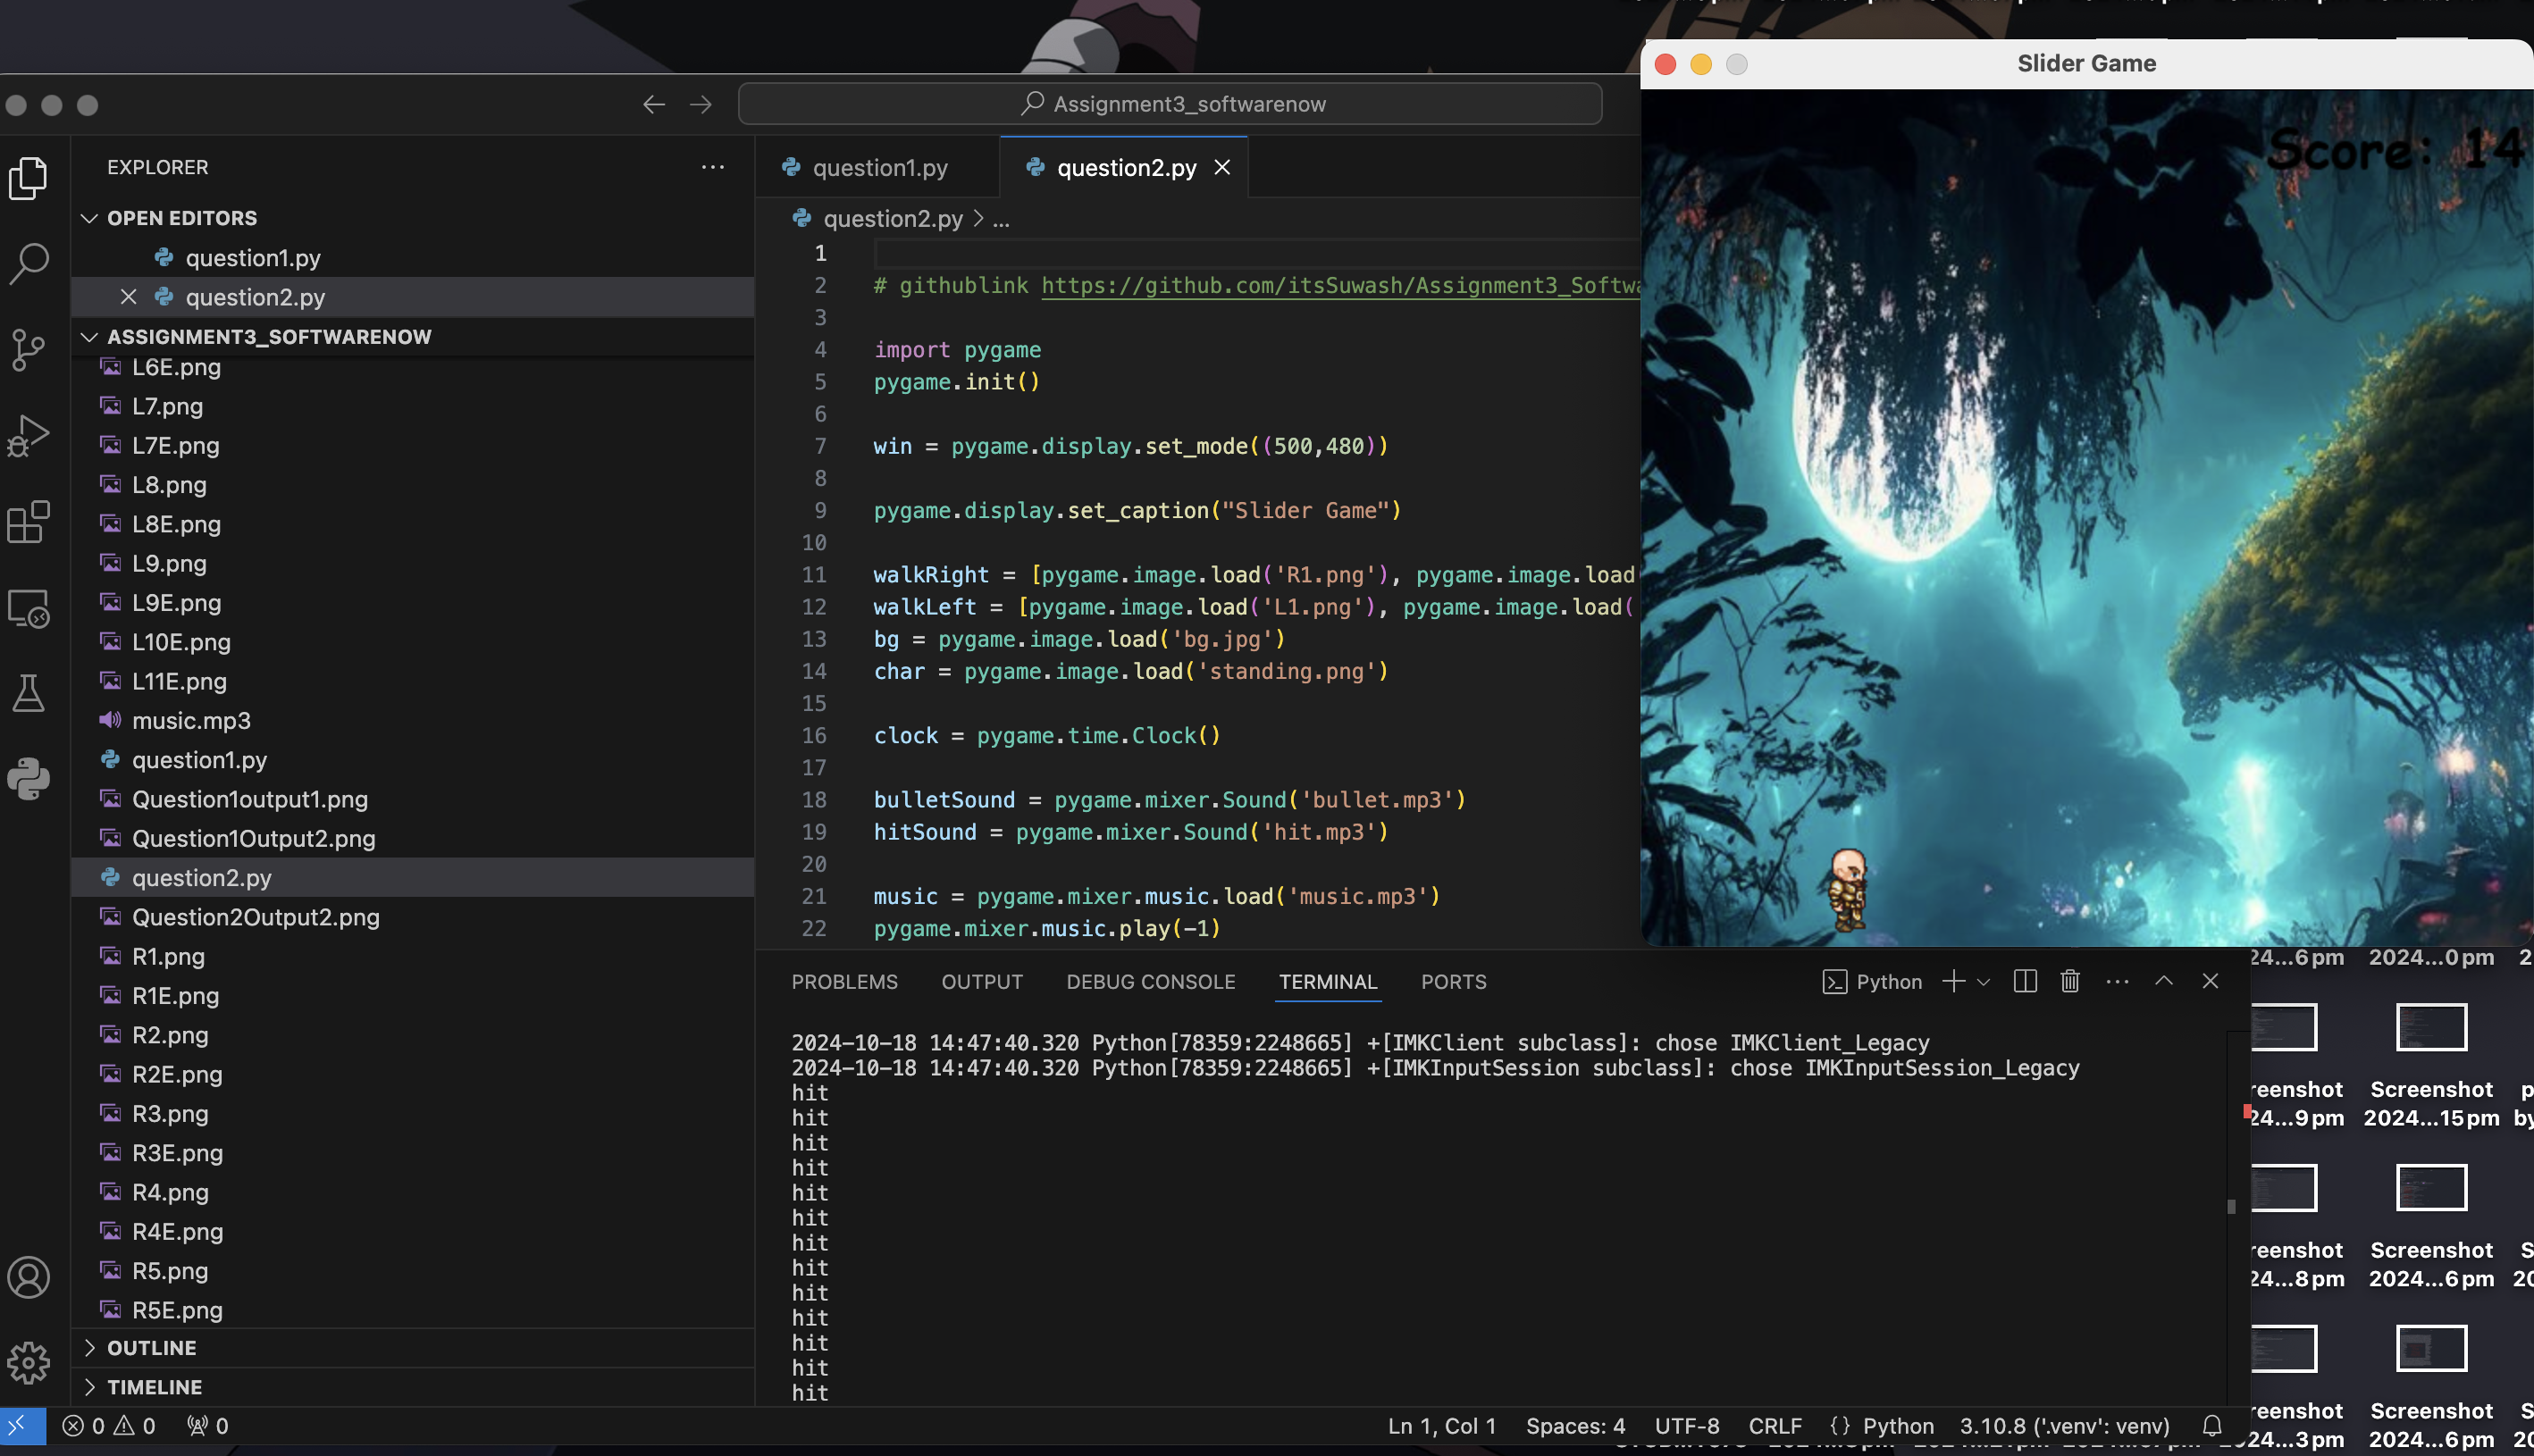 Slider Game
Score: 14
Assignment3_softwarenow
EXPLORER
OPEN EDITORS
question1.py
question2.py
ASSIGNMENT3_SOFTWARENOW
L6E.png
L7.png
L7E.png
L8.png
L8E.png
L9.png
L9E.png
L10E.png
L11E.png
music.mp3
question1.py
Question1output1.png
Question1Output2.png
question2.py
Question2Output2.png
R1.png
R1E.png
R2.png
R2E.png
R3.png
R3E.png
R4.png
R4E.png
R5.png
R5E.png
OUTLINE
TIMELINE
question1.py
question2.py
question2.py > ...
1
2 # githublink https://github.com/itsSuwash/Assignment3_Softwa
3
4 import pygame
5 pygame.init()
6
7 win = pygame.display.set_mode((500,480))
8
9 pygame.display.set_caption("Slider Game")
10
11 walkRight = [pygame.image.load('R1.png'), pygame.image.load
12 walkLeft = [pygame.image.load('L1.png'), pygame.image.load(
13 bg = pygame.image.load('bg.jpg')
14 char = pygame.image.load('standing.png')
15
16 clock = pygame.time.Clock()
17
18 bulletSound = pygame.mixer.Sound('bullet.mp3')
19 hitSound = pygame.mixer.Sound('hit.mp3')
20
21 music = pygame.mixer.music.load('music.mp3')
22 pygame.mixer.music.play(-1)
PROBLEMS OUTPUT DEBUG CONSOLE TERMINAL PORTS
Python
2024-10-18 14:47:40.320 Python[78359:2248665] +[IMKClient subclass]: chose IMKClient_Legacy
2024-10-18 14:47:40.320 Python[78359:2248665] +[IMKInputSession subclass]: chose IMKInputSession_Legacy
hit
hit
hit
hit
hit
hit
hit
hit
hit
hit
hit
hit
hit
24...6 pm 2024...0 pm 2
reenshot Screenshot p
24...9 pm 2024...15 pm by
reenshot Screenshot S
24...8 pm 2024...6 pm 20
reenshot Screenshot S
24...3 pm 2024...6 pm 20
0 0 0
Ln 1, Col 1 Spaces: 4 UTF-8 CRLF {} Python 3.10.8 ('.venv': venv)